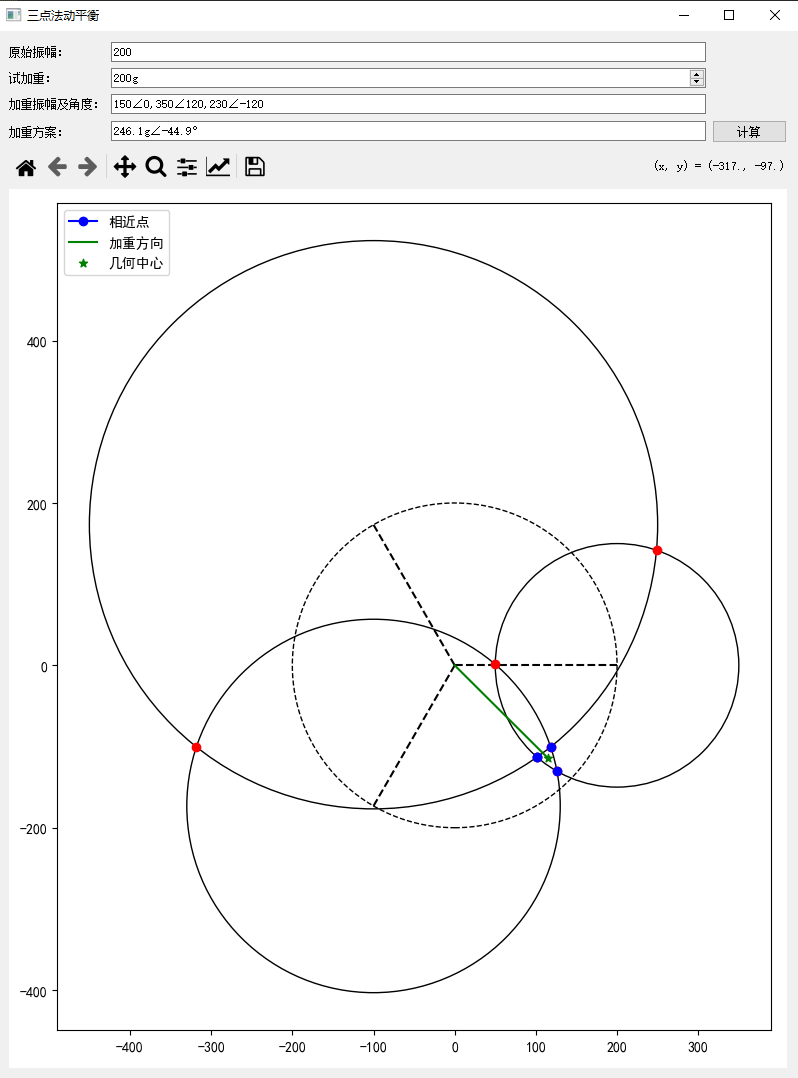 三点法动平衡
原始振幅： 200
试加重： 200g
加重振幅及角度： 150∠0,350∠120,230∠-120
加重方案： 246.1g∠-44.9° 计算
(x, y) = (-317., -97.)
相近点
加重方向
几何中心
400
200
0
−200
−400
−400 −300 −200 −100 0 100 200 300